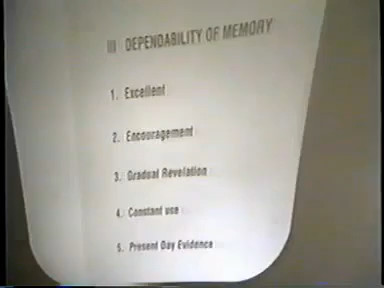 III DEPENDABILITY OF MEMORY
1. Excellent
2. Encouragement
3. Gradual Revelation
4. Constant use
5. Present Day Evidence